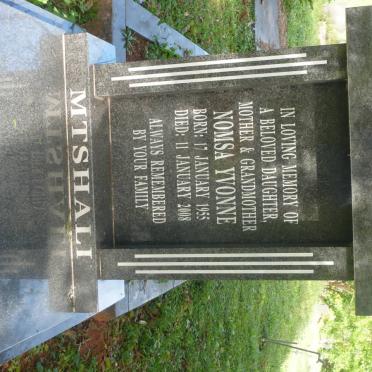 IN LOVING MEMORY OF
A BELOVED DAUGHTER
MOTHER & GRANDMOTHER
NOMSA YVONNE
BORN: 17 JANUARY 1955
DIED: 11 JANUARY 2008
ALWAYS REMEMBERED
BY YOUR FAMILY
MTSHALI